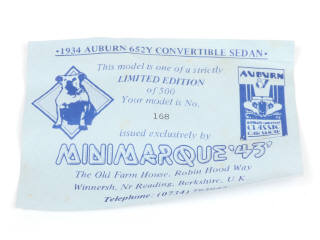 •1934 AUBURN 652Y CONVERTIBLE SEDAN•
This model is one of a strictly
LIMITED EDITION
of 500
Your model is No.
168
issued exclusively by
MINIMARQUE '43'
The Old Farm House, Robin Hood Way
Winnersh, Nr Reading, Berkshire, U.K.
Telephone. (0734)
AUBURN
CLASSIC